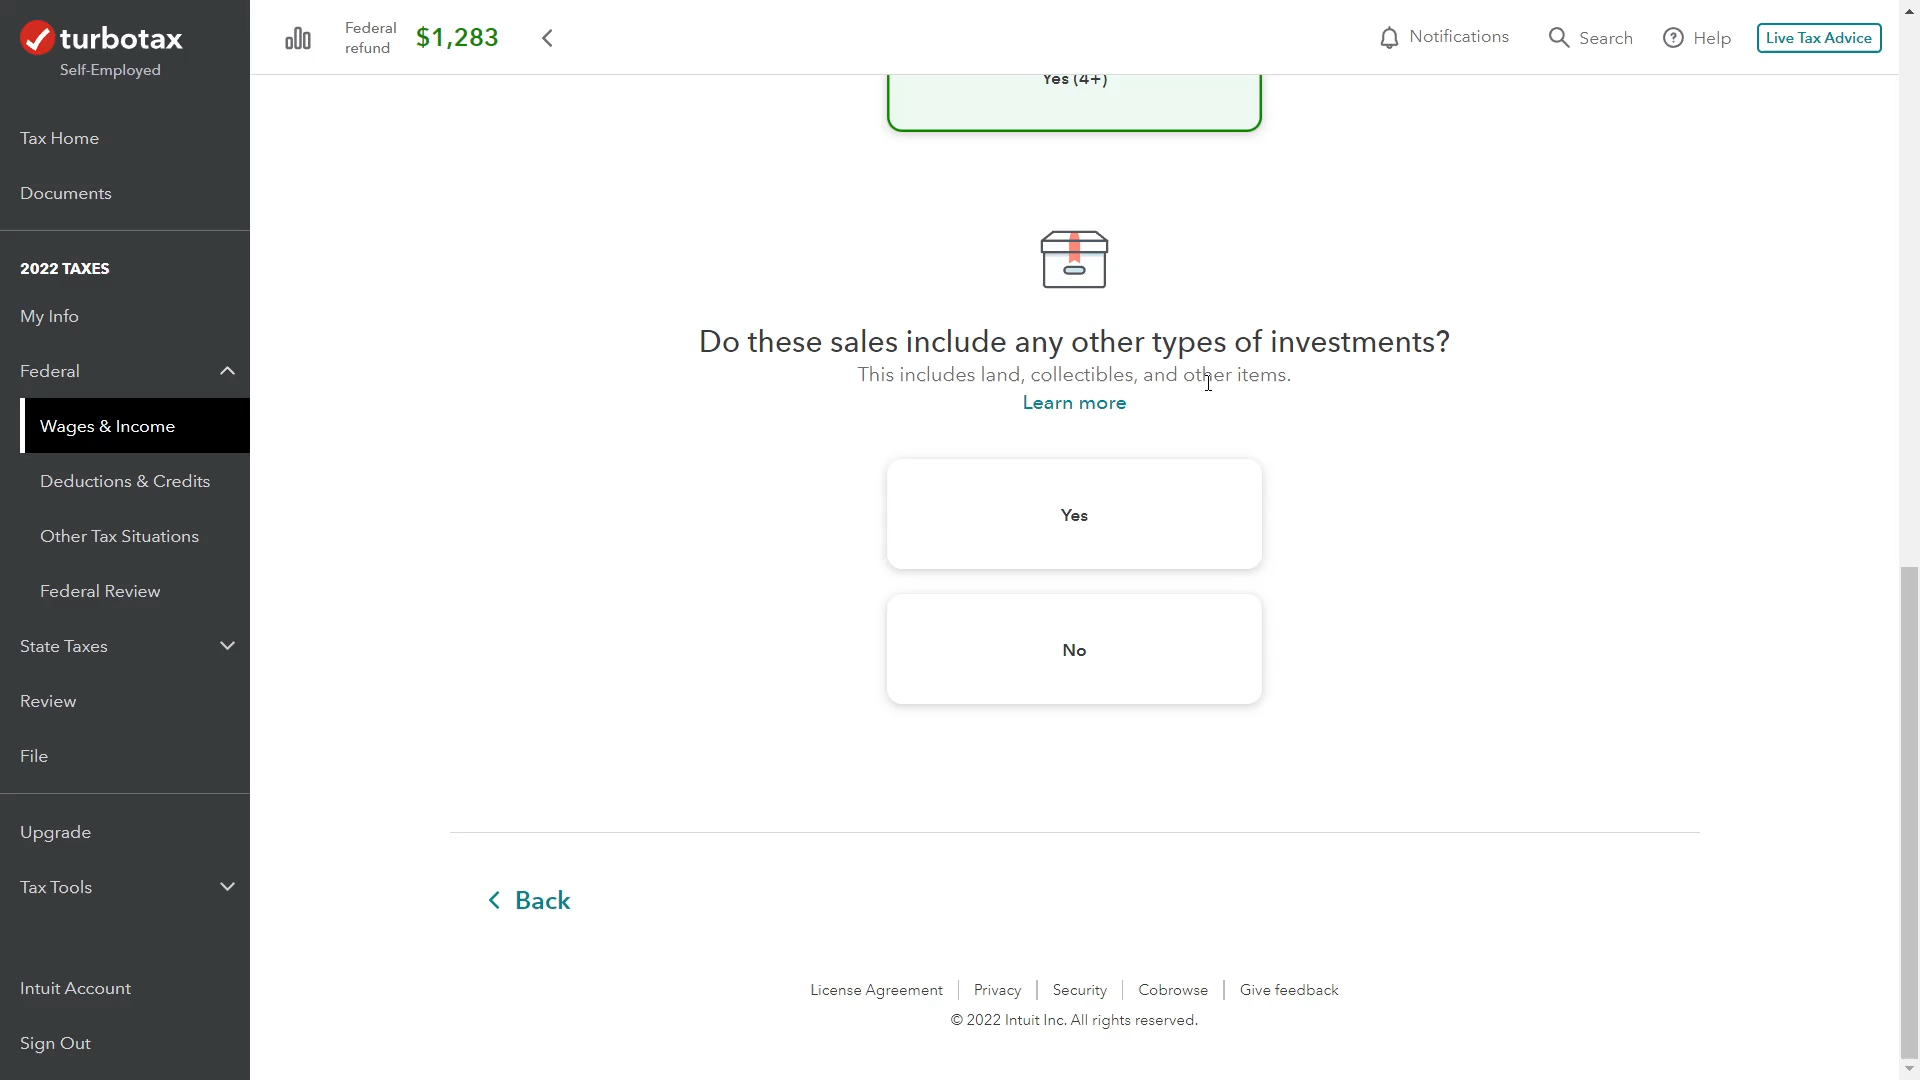 turbotax
Self-Employed
Tax Home
Documents
2022 TAXES
My Info
Federal
Wages & Income
Deductions & Credits
Other Tax Situations
Federal Review
State Taxes
Review
File
Upgrade
Tax Tools
Intuit Account
Sign Out
Federal refund $1,283
Notifications
Search
Help
Live Tax Advice
Yes (4+)
Do these sales include any other types of investments?
This includes land, collectibles, and other items.
Learn more
Yes
No
Back
License Agreement Privacy Security Cobrowse Give feedback
© 2022 Intuit Inc. All rights reserved.